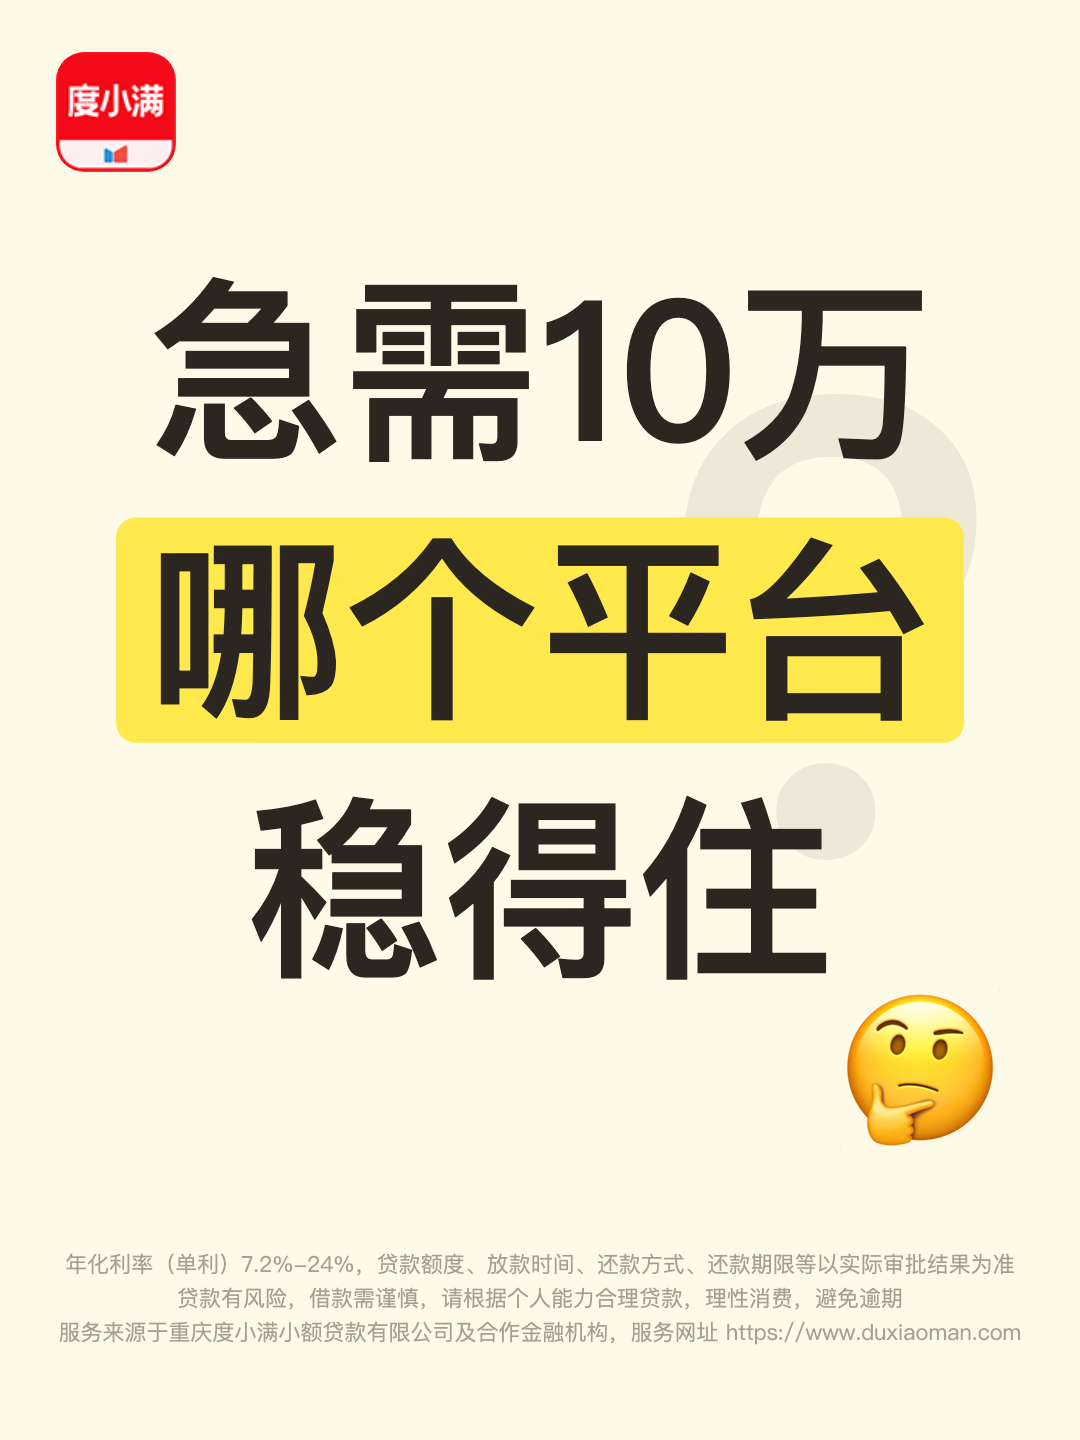 度小满
急需10万
哪个平台
稳得住
年化利率（单利）7.2%-24%，贷款额度、放款时间、还款方式、还款期限等以实际审批结果为准
贷款有风险，借款需谨慎，请根据个人能力合理贷款，理性消费，避免逾期
服务来源于重庆度小满小额贷款有限公司及合作金融机构，服务网址 https://www.duxiaoman.com